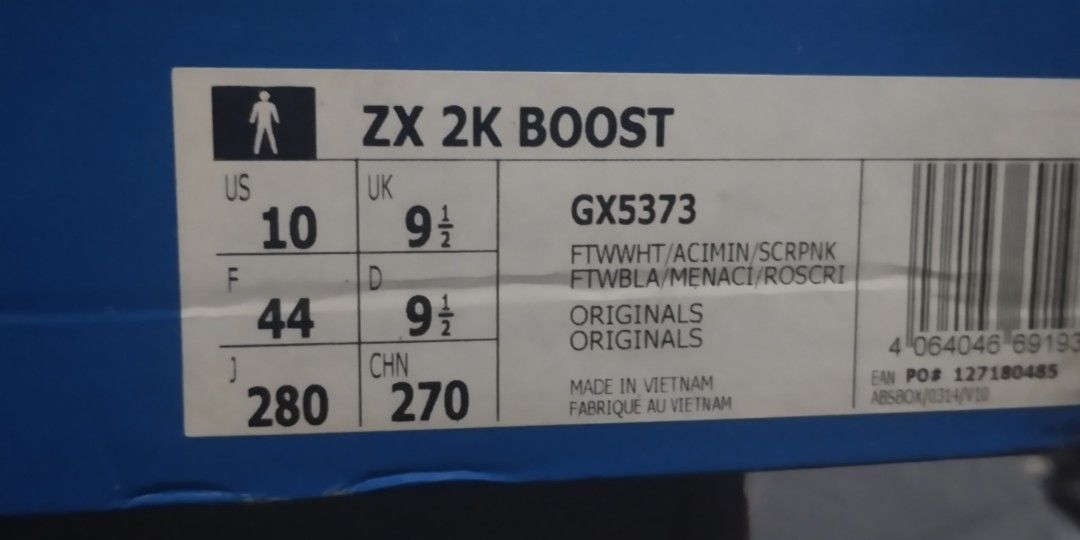 ZX 2K BOOST
US 10
UK 9 1/2
F 44
D 9 1/2
J 280
CHN 270
GX5373
FTWWHT/ACIMIN/SCRPNK
FTWBLA/MENACI/ROSCRI
ORIGINALS
ORIGINALS
MADE IN VIETNAM
FABRIQUÉ AU VIETNAM
4 064046 69193
EAN PO# 127180485
ABSBOX/0314/V10